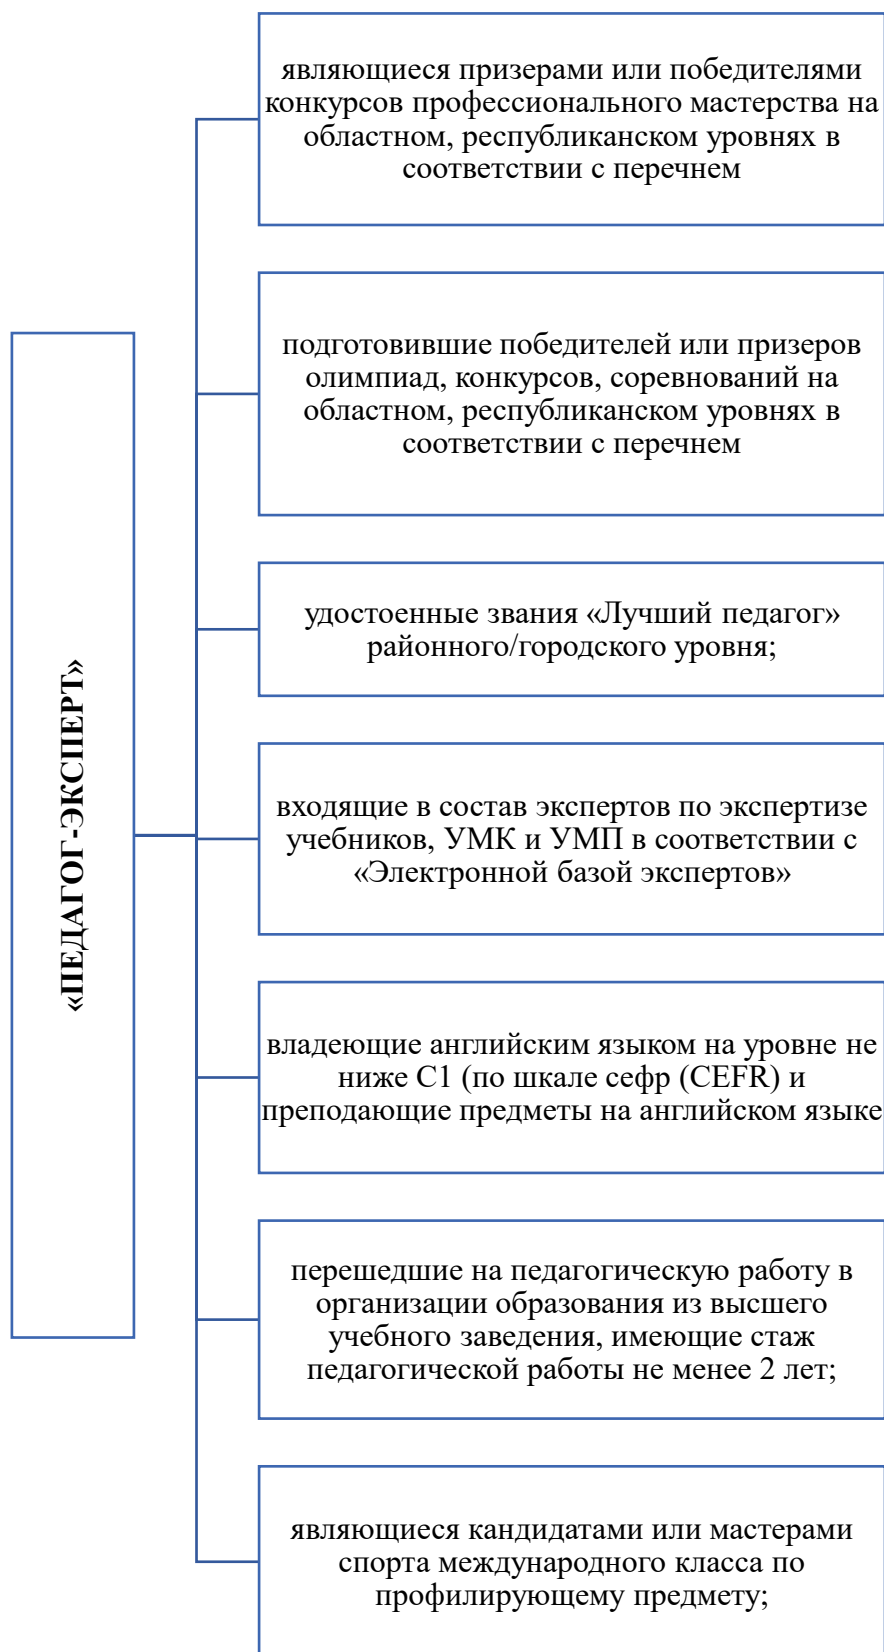 являющиеся призерами или победителями
конкурсов профессионального мастерства на
областном, республиканском уровнях в
соответствии с перечнем
подготовившие победителей или призеров
олимпиад, конкурсов, соревнований на
областном, республиканском уровнях в
соответствии с перечнем
«ПЕДАГОГ-ЭКСПЕРТ»
удостоенные звания «Лучший педагог»
районного/городского уровня;
входящие в состав экспертов по экспертизе
учебников, УМК и УМП в соответствии с
«Электронной базой экспертов»
владеющие английским языком на уровне не
ниже С1 (по шкале сефр (CEFR) и
преподающие предметы на английском языке
перешедшие на педагогическую работу в
организации образования из высшего
учебного заведения, имеющие стаж
педагогической работы не менее 2 лет;
являющиеся кандидатами или мастерами
спорта международного класса по
профилирующему предмету;